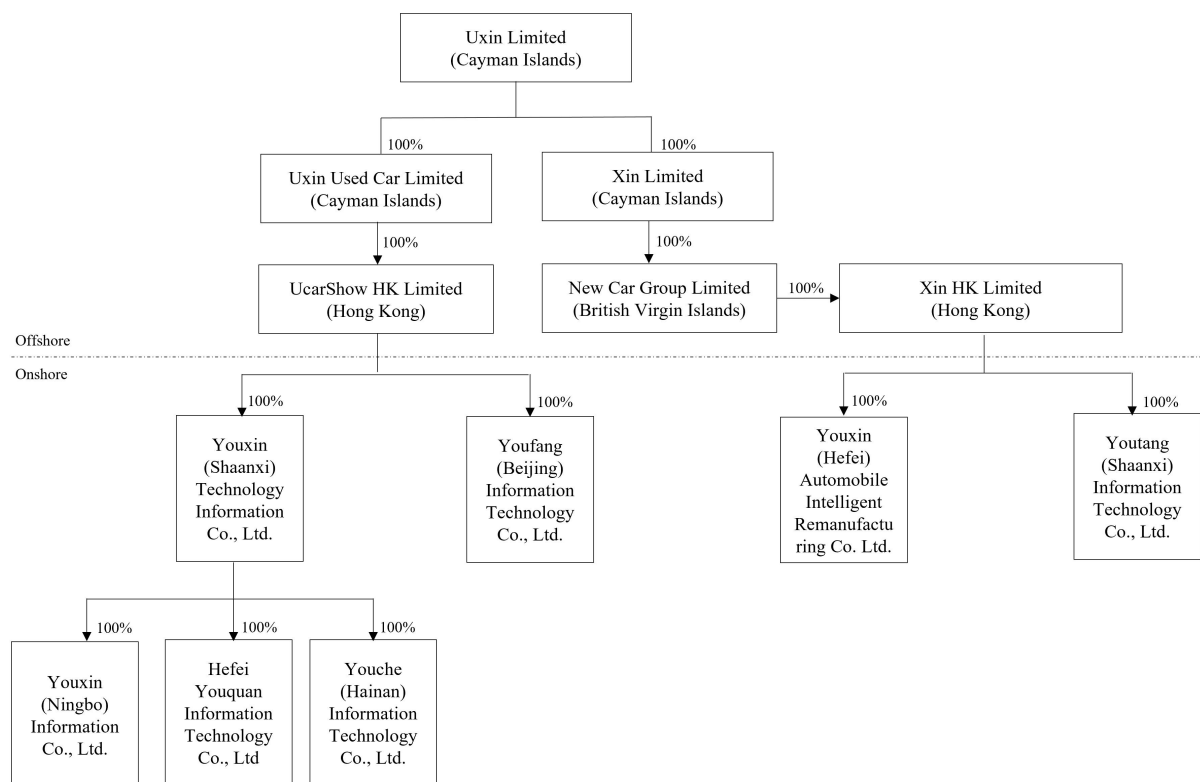 Uxin Limited
(Cayman Islands)
100%
100%
Uxin Used Car Limited
(Cayman Islands)
Xin Limited
(Cayman Islands)
100%
100%
UcarShow HK Limited
(Hong Kong)
New Car Group Limited
(British Virgin Islands)
100%
Xin HK Limited
(Hong Kong)
Offshore
Onshore
100%
100%
100%
100%
Youxin
(Shaanxi)
Technology
Information
Co., Ltd.
Youfang
(Beijing)
Information
Technology
Co., Ltd.
Youxin
(Hefei)
Automobile
Intelligent
Remanufactu
ring Co. Ltd.
Youtang
(Shaanxi)
Information
Technology
Co., Ltd.
100%
100%
100%
Youxin
(Ningbo)
Information
Co., Ltd.
Hefei
Youquan
Information
Technology
Co., Ltd
Youche
(Hainan)
Information
Technology
Co., Ltd.